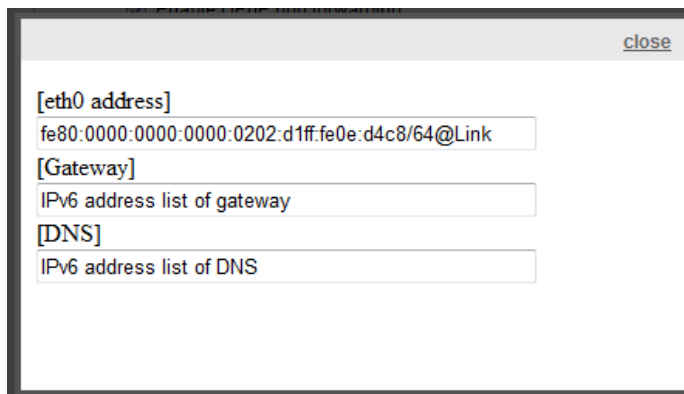 close
[eth0 address]
fe80:0000:0000:0000:0202:d1ff:fe0e:d4c8/64@Link
[Gateway]
IPv6 address list of gateway
[DNS]
IPv6 address list of DNS